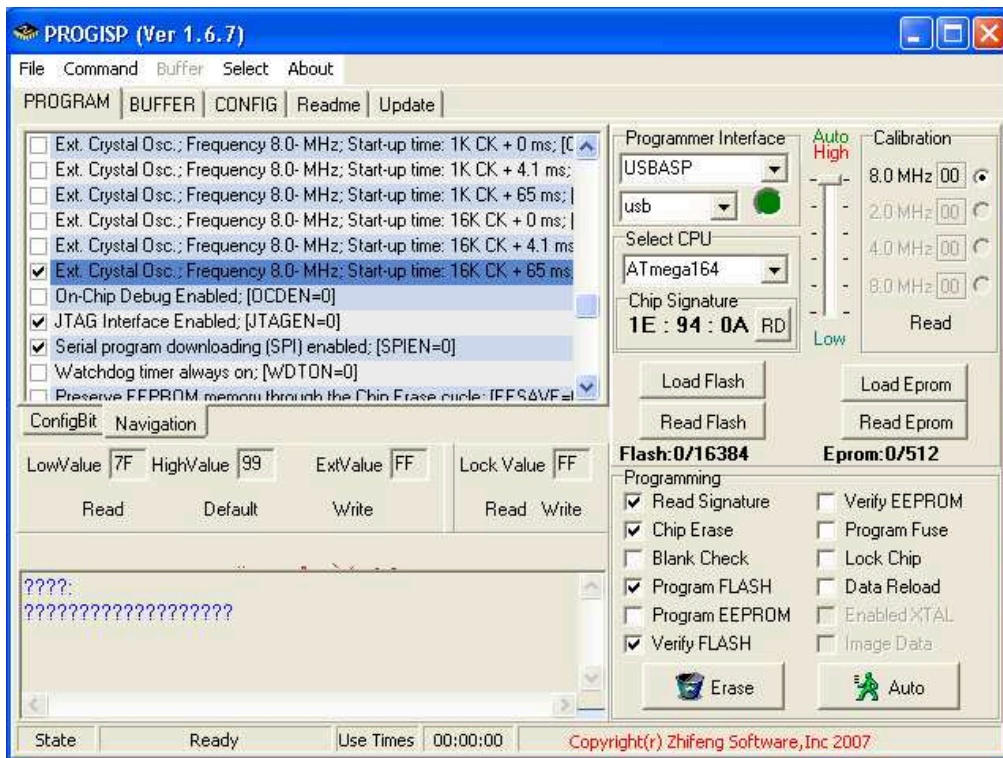 PROGISP (Ver 1.6.7)
File Command Buffer Select About
PROGRAM BUFFER CONFIG Readme Update
Ext. Crystal Osc.; Frequency 8.0- MHz; Start-up time: 1K CK + 0 ms; [C
Ext. Crystal Osc.; Frequency 8.0- MHz; Start-up time: 1K CK + 4.1 ms;
Ext. Crystal Osc.; Frequency 8.0- MHz; Start-up time: 1K CK + 65 ms; [
Ext. Crystal Osc.; Frequency 8.0- MHz; Start-up time: 16K CK + 0 ms; [
Ext. Crystal Osc.; Frequency 8.0- MHz; Start-up time: 16K CK + 4.1 ms
Ext. Crystal Osc.; Frequency 8.0- MHz; Start-up time: 16K CK + 65 ms
On-Chip Debug Enabled; [OCDEN=0]
JTAG Interface Enabled; [JTAGEN=0]
Serial program downloading (SPI) enabled; [SPIEN=0]
Watchdog timer always on; [WDTON=0]
Preserve EEPROM memory through the Chip Erase cycle; [EESAVE=
ConfigBit Navigation
LowValue 7F HighValue 99 ExtValue FF Lock Value FF
Read Default Write Read Write
????:
???????????????????
Programmer Interface
USBASP
usb
Select CPU
ATmega164
Chip Signature
1E : 94 : 0A RD
Auto
High
Low
Calibration
8.0 MHz 00
2.0 MHz 00
4.0 MHz 00
8.0 MHz 00
Read
Load Flash Load Eprom
Read Flash Read Eprom
Flash:0/16384 Eprom:0/512
Programming
Read Signature Verify EEPROM
Chip Erase Program Fuse
Blank Check Lock Chip
Program FLASH Data Reload
Program EEPROM Enabled XTAL
Verify FLASH Image Data
Erase Auto
State Ready Use Times 00:00:00 Copyright(r) Zhifeng Software,Inc 2007